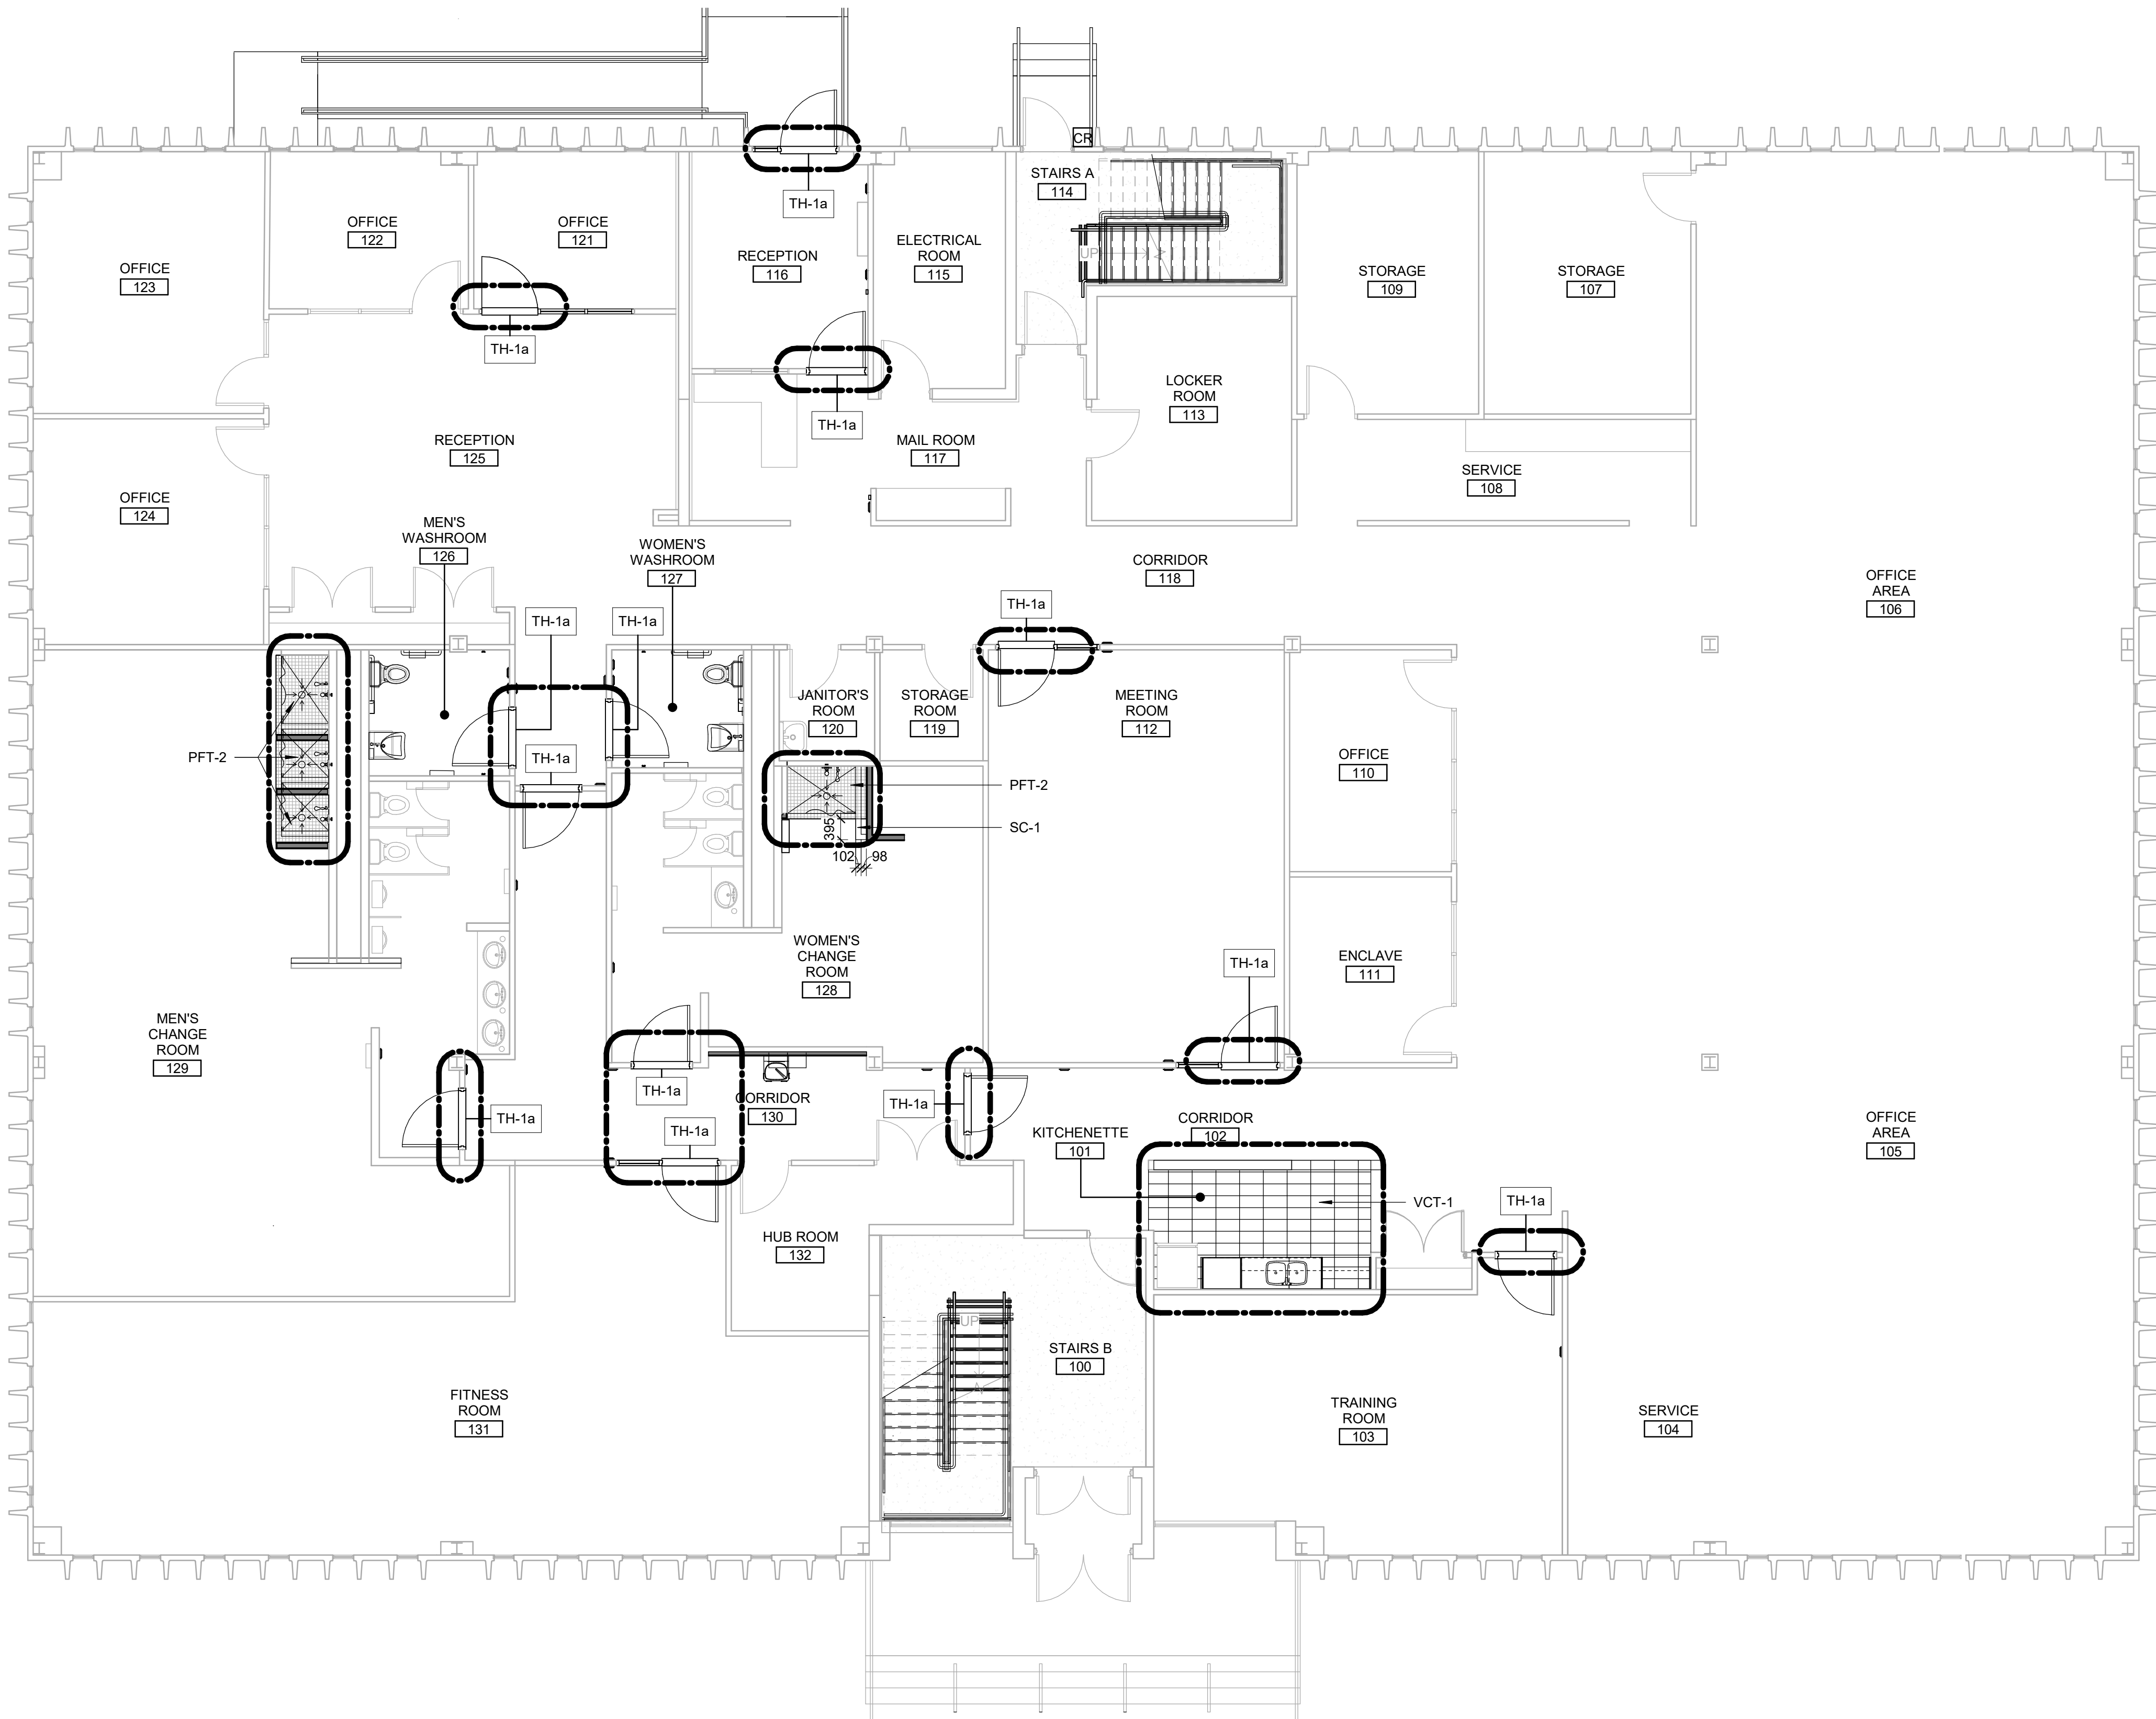 CR
STAIRS A
114
TH-1a
OFFICE
122
OFFICE
121
RECEPTION
116
ELECTRICAL
ROOM
115
UP
OFFICE
123
STORAGE
109
STORAGE
107
TH-1a
LOCKER
ROOM
113
TH-1a
RECEPTION
125
MAIL ROOM
117
SERVICE
108
OFFICE
124
MEN'S
WASHROOM
126
WOMEN'S
WASHROOM
127
CORRIDOR
118
OFFICE
AREA
106
TH-1a
TH-1a
TH-1a
JANITOR'S
ROOM
120
STORAGE
ROOM
119
MEETING
ROOM
112
PFT-2
TH-1a
OFFICE
110
PFT-2
SC-1
395
102
98
WOMEN'S
CHANGE
ROOM
128
TH-1a
ENCLAVE
111
MEN'S
CHANGE
ROOM
129
TH-1a
CORRIDOR
130
TH-1a
TH-1a
TH-1a
KITCHENETTE
101
CORRIDOR
102
OFFICE
AREA
105
VCT-1
TH-1a
HUB ROOM
132
UP
STAIRS B
100
FITNESS
ROOM
131
TRAINING
ROOM
103
SERVICE
104